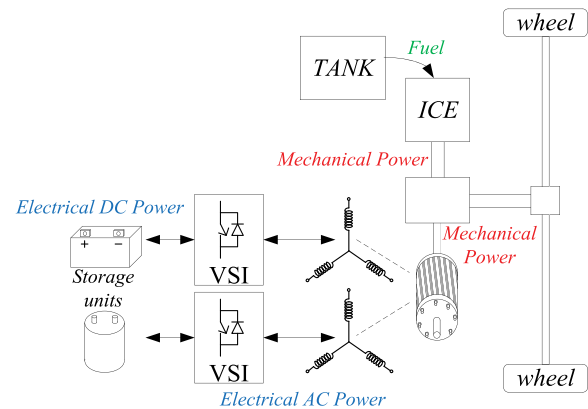 wheel
Fuel
TANK
ICE
Mechanical Power
Electrical DC Power
Mechanical
Power
+ −
VSI
Storage
units
VSI
wheel
Electrical AC Power